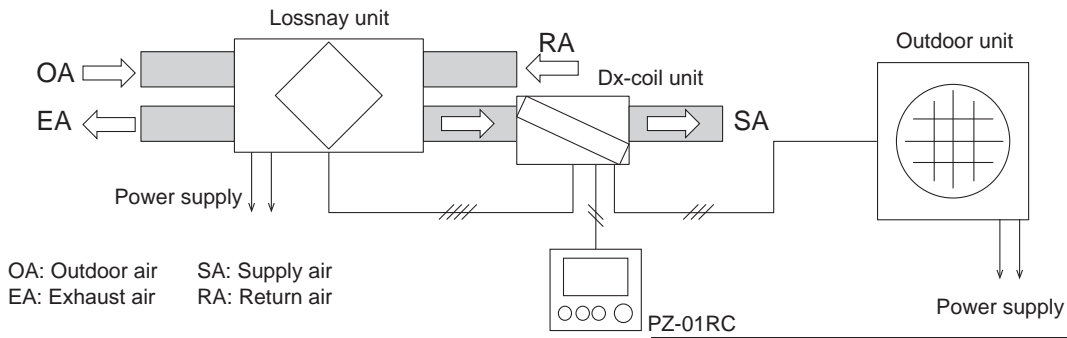 Lossnay unit
RA
Outdoor unit
OA
Dx-coil unit
EA
SA
Power supply
OA: Outdoor air
SA: Supply air
EA: Exhaust air
RA: Return air
Power supply
PZ-01RC